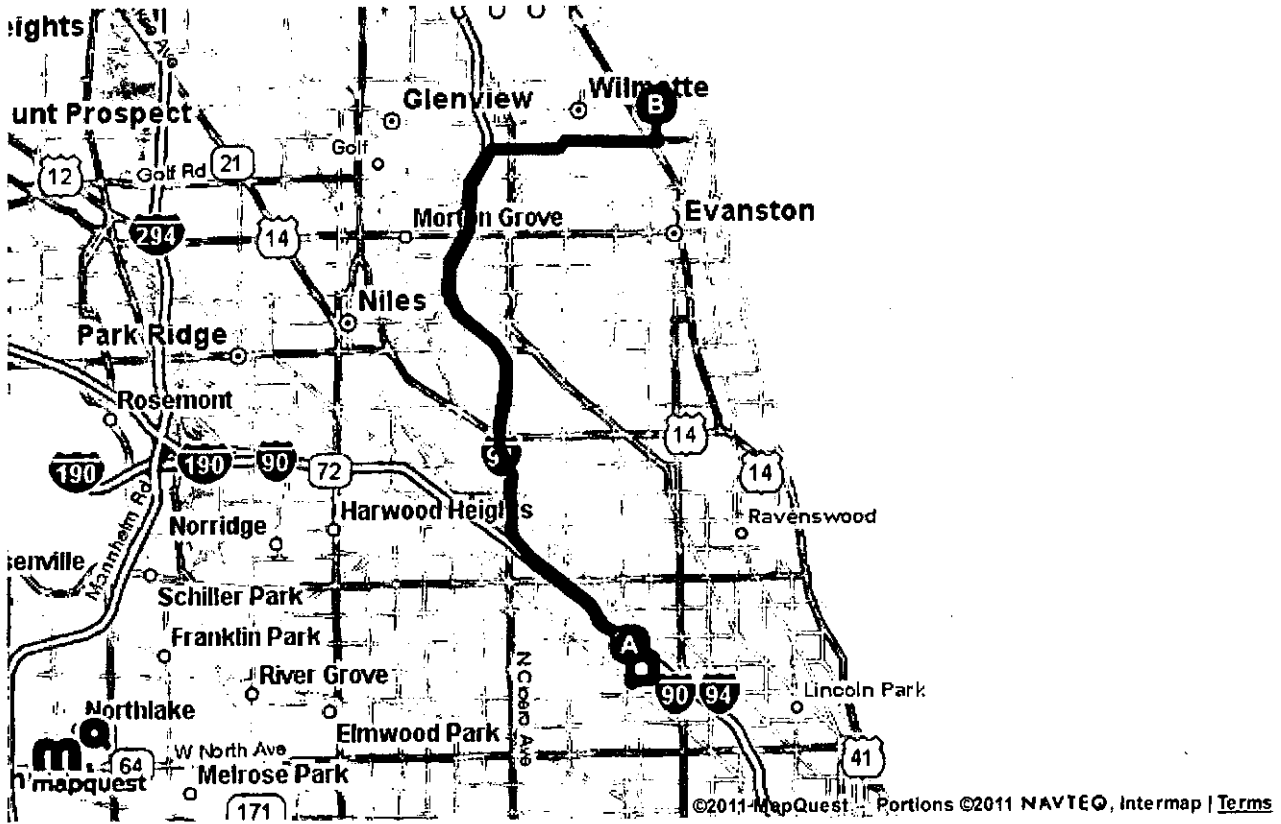 eights
Wilmette
B
Glenview
unt Prospect
Golf
21
12
Golf Rd
Morton Grove
Evanston
294
14
Niles
Park Ridge
Rosemont
14
190
190
90
72
14
Mannheim Rd
Harwood Heights
Ravenswood
Norridge
senville
Schiller Park
A
Franklin Park
River Grove
90
94
Lincoln Park
N Cicero Ave
Northlake
Elmwood Park
W North Ave
mq
64
41
mapquest
Melrose Park
171
©2011 MapQuest - Portions ©2011 NAVTEQ, Intermap | Terms